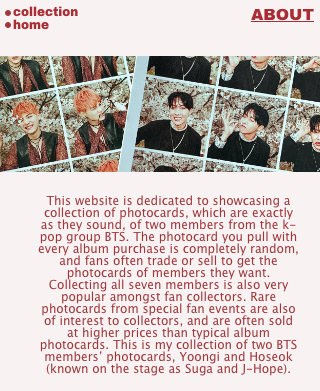 collection
home
ABOUT
This website is dedicated to showcasing a
collection of photocards, which are exactly
as they sound, of two members from the k-
pop group BTS. The photocard you pull with
every album purchase is completely random,
and fans often trade or sell to get the
photocards of members they want.
Collecting all seven members is also very
popular amongst fan collectors. Rare
photocards from special fan events are also
of interest to collectors, and are often sold
at higher prices than typical album
photocards. This is my collection of two BTS
members’ photocards, Yoongi and Hoseok
(known on the stage as Suga and J-Hope).